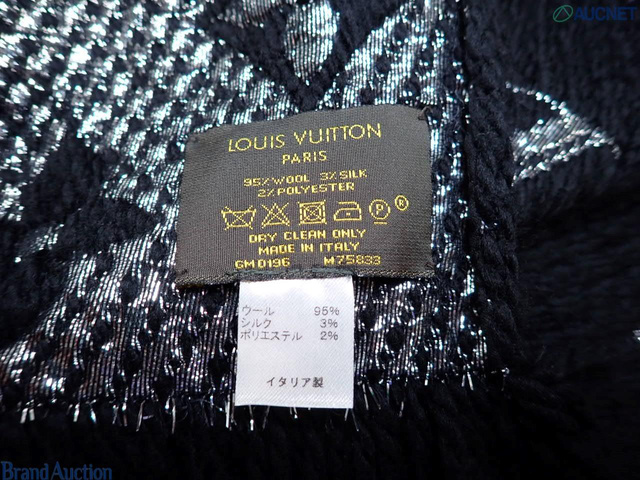 AUCNET
LOUIS VUITTON
PARIS
95% WOOL 3% SILK
2% POLYESTER
P ®
DRY CLEAN ONLY
MADE IN ITALY
GM0196 M75833
ウール 95%
シルク 3%
ポリエステル 2%
イタリア製
Brand Auction